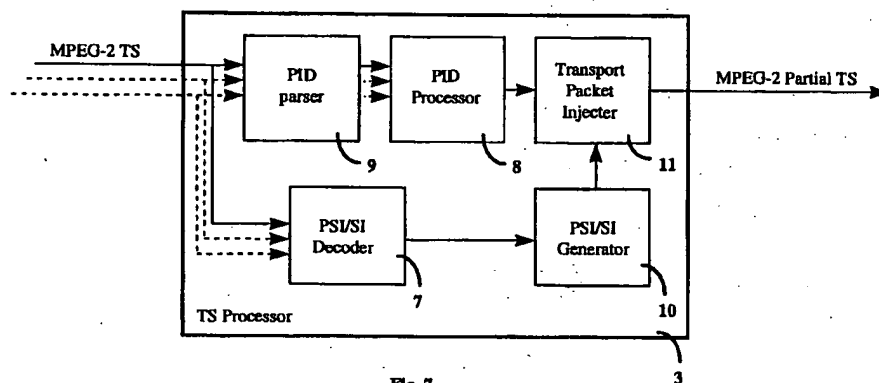 MPEG-2 TS
PID
parser
PID
Processor
Transport
Packet
Injecter
MPEG-2 Partial TS
9
8
11
PSI/SI
Decoder
PSI/SI
Generator
7
10
TS Processor
3